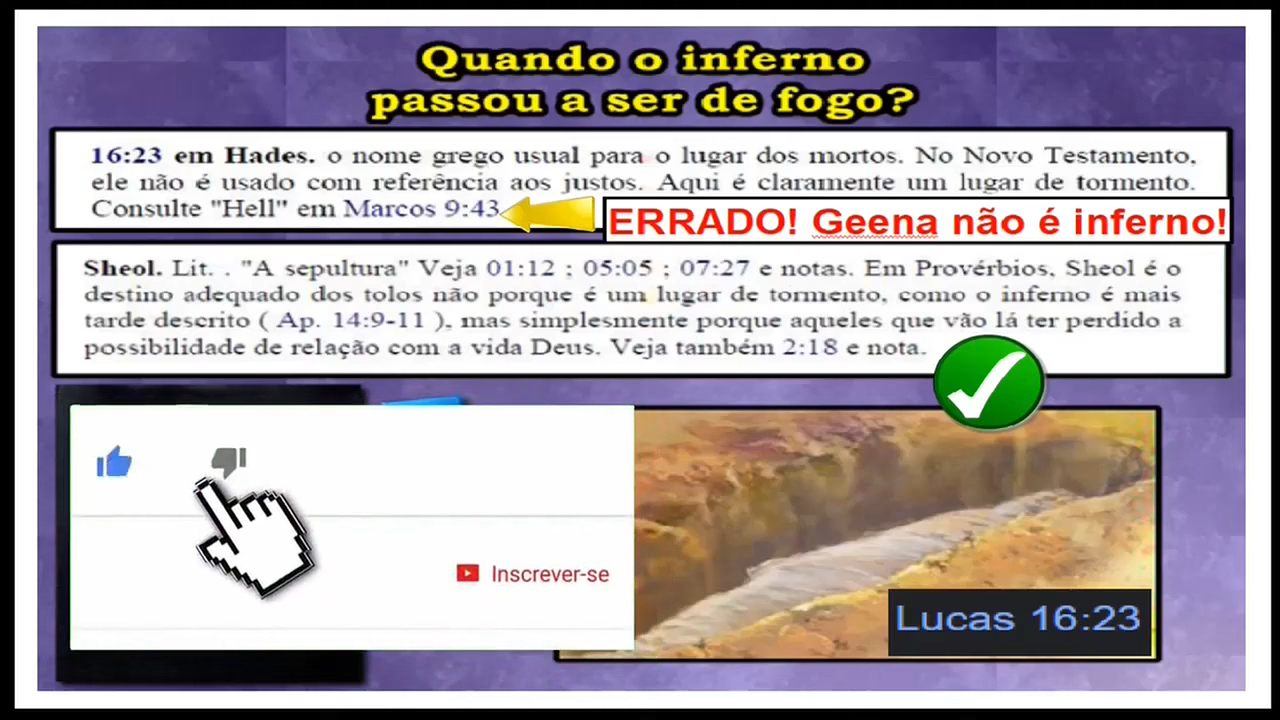 Quando o inferno
passou a ser de fogo?
16:23 em Hades. o nome grego usual para o lugar dos mortos. No Novo Testamento,
ele não é usado com referência aos justos. Aqui é claramente um lugar de tormento.
Consulte "Hell" em Marcos 9:43
ERRADO! Geena não é inferno!
Sheol. Lit. . "A sepultura" Veja 01:12 ; 05:05 ; 07:27 e notas. Em Provérbios, Sheol é o
destino adequado dos tolos não porque é um lugar de tormento, como o inferno é mais
tarde descrito ( Ap. 14:9-11 ), mas simplesmente porque aqueles que vão lá ter perdido a
possibilidade de relação com a vida Deus. Veja também 2:18 e nota.
Inscrever-se
Lucas 16:23